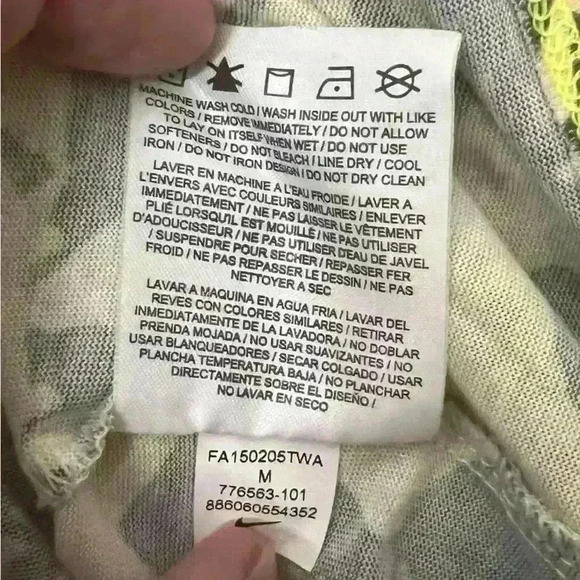 MACHINE WASH COLD / WASH INSIDE OUT WITH LIKE
COLORS / REMOVE IMMEDIATELY / DO NOT ALLOW
TO LAY ON ITSELF WHEN WET / DO NOT USE
SOFTENERS / DO NOT BLEACH / LINE DRY / COOL
IRON / DO NOT IRON DESIGN / DO NOT DRY CLEAN
LAVER EN MACHINE A L'EAU FROIDE / LAVER A
L'ENVERS AVEC COULEURS SIMILAIRES / ENLEVER
IMMEDIATEMENT / NE PAS LAISSER LE VÊTEMENT
PLIÉ LORSQUIL EST MOUILLÉ / NE PAS UTILISER
D'ADOUCISSEUR / NE PAS UTILISER D'EAU DE JAVEL
/ SUSPENDRE POUR SECHER / REPASSER FER
FROID / NE PAS REPASSER LE DESSIN / NE PAS
NETTOYER A SEC
LAVAR A MAQUINA EN AGUA FRIA / LAVAR DEL
REVES CON COLORES SIMILARES / RETIRAR
INMEDIATAMENTE DE LA LAVADORA / NO DOBLAR
PRENDA MOJADA / NO USAR SUAVIZANTES / NO
USAR BLANQUEADORES / SECAR COLGADO / USAR
PLANCHA TEMPERATURA BAJA / NO PLANCHAR
DIRECTAMENTE SOBRE EL DISEÑO /
NO LAVAR EN SECO
FA150205TWA
M
776563-101
886060554352